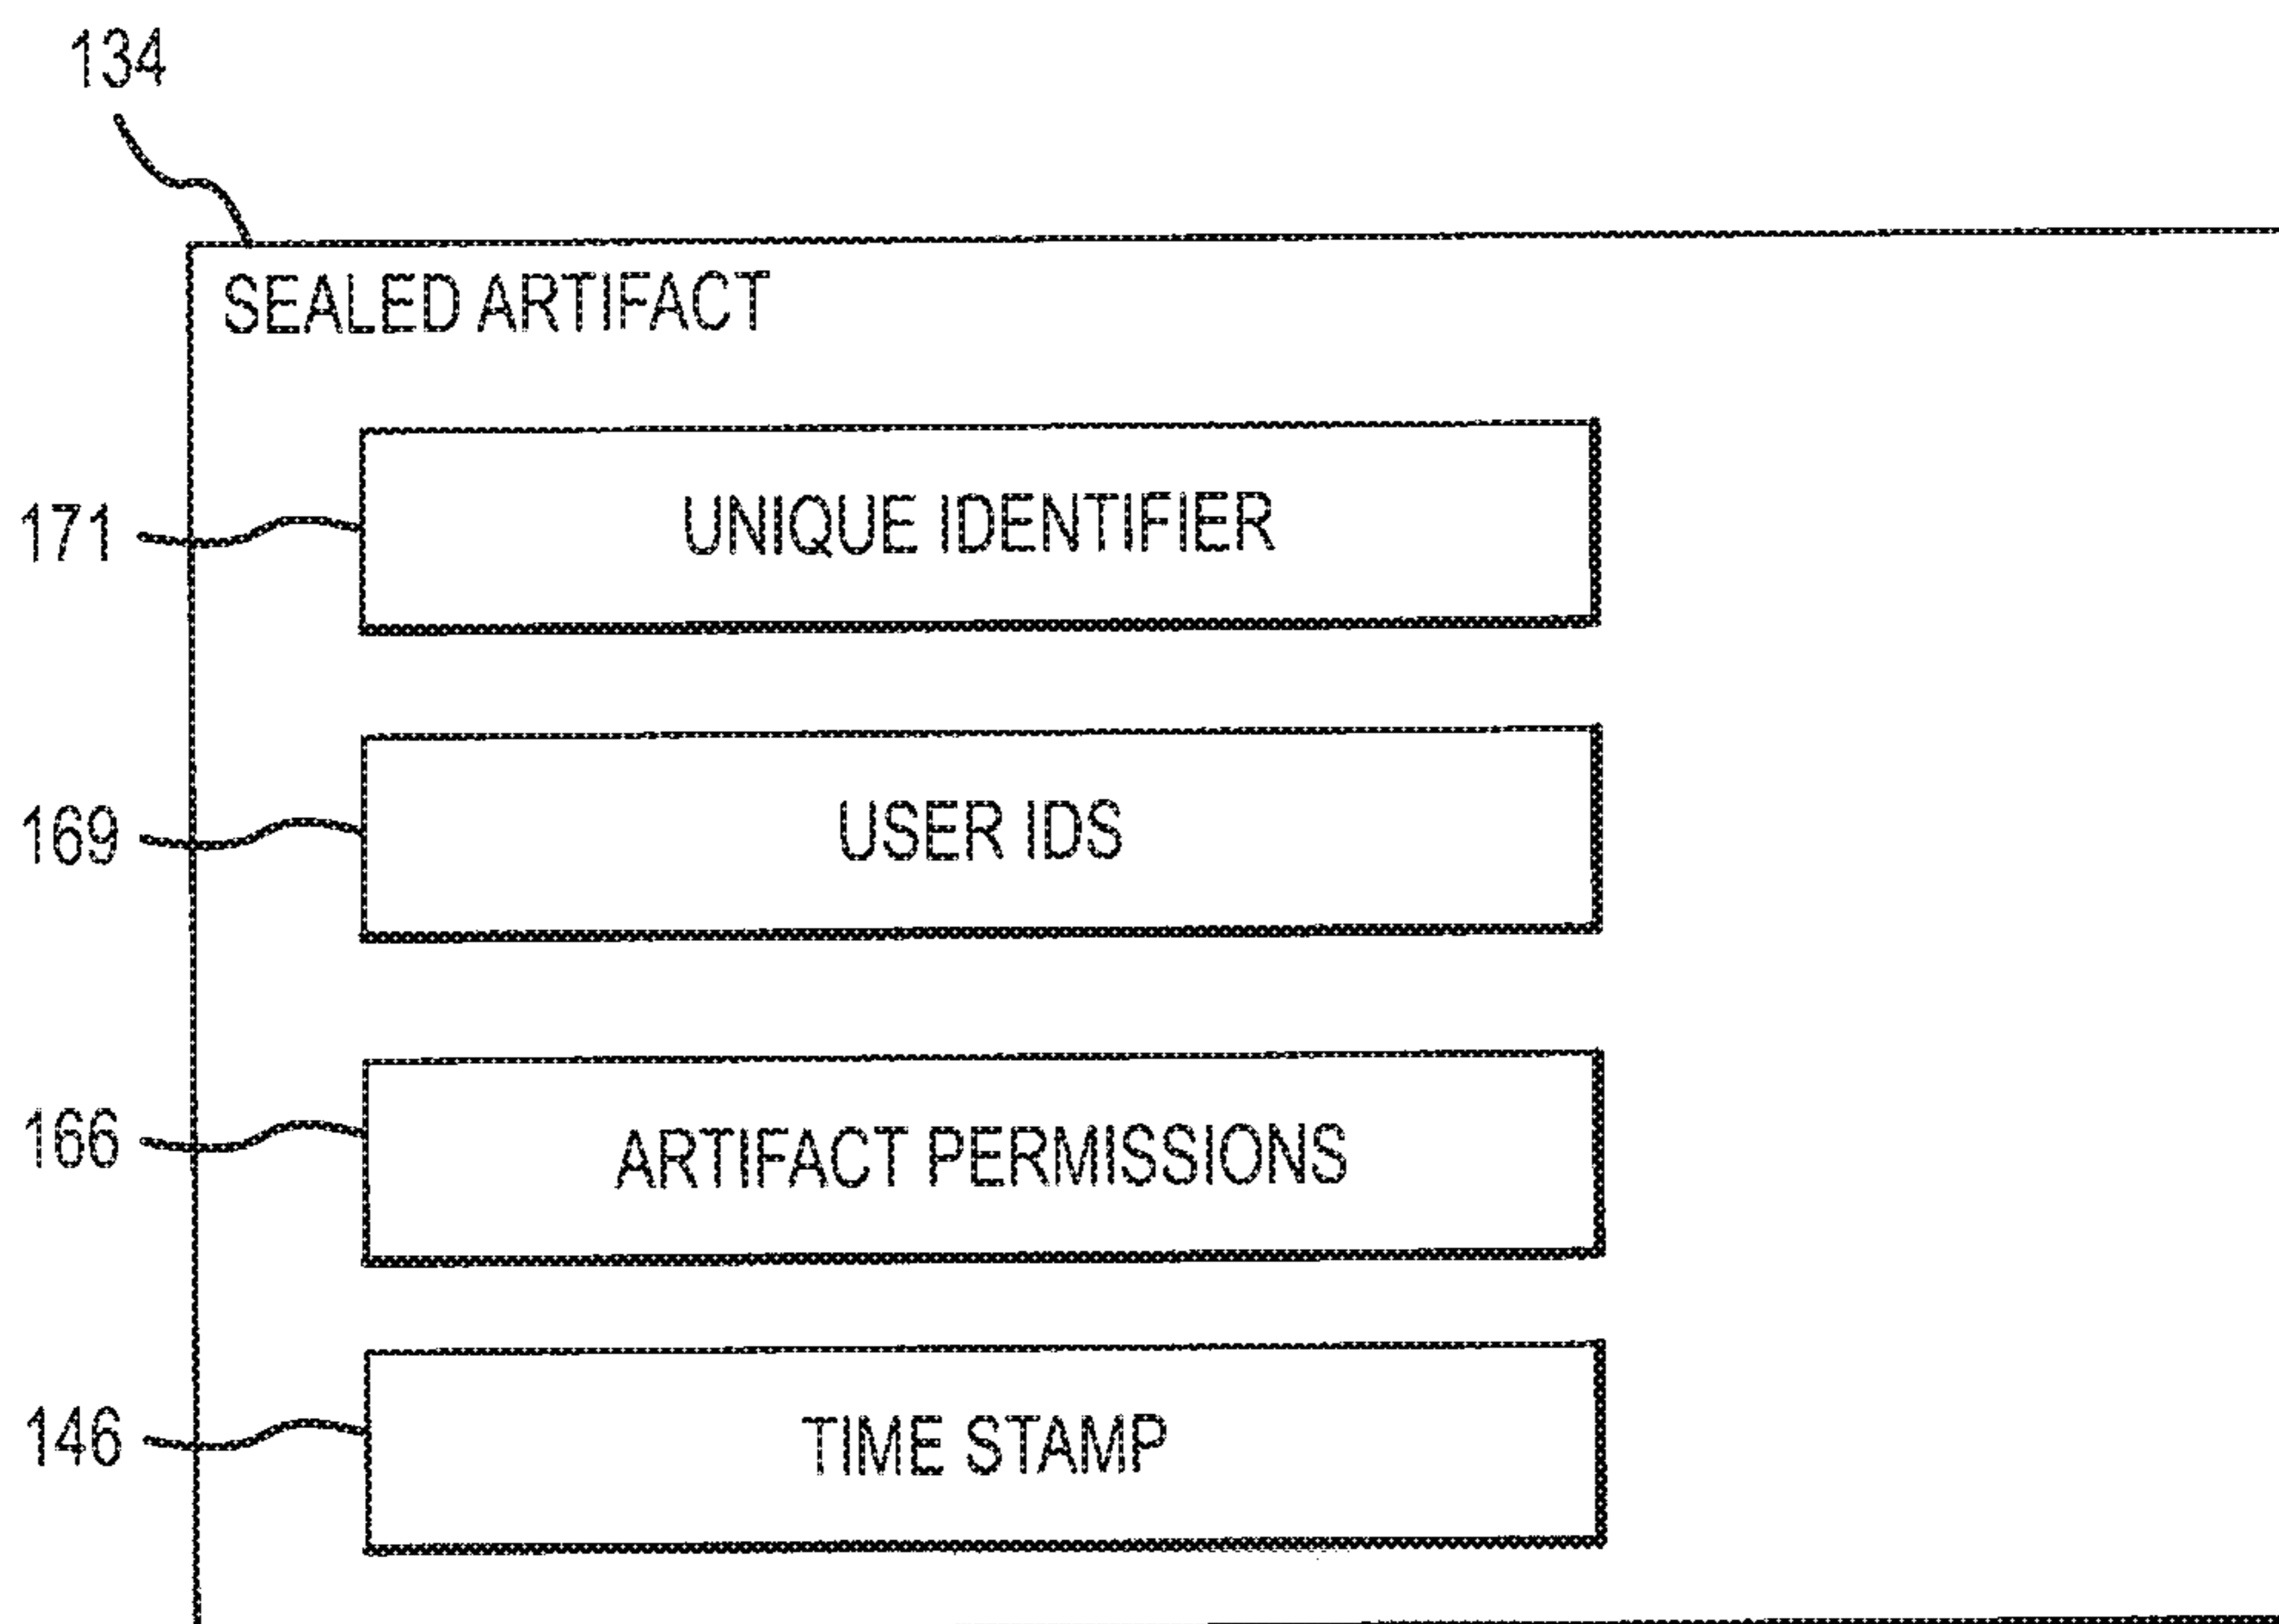 134
SEALED ARTIFACT
171 UNIQUE IDENTIFIER
169 USER IDS
166 ARTIFACT PERMISSIONS
146 TIME STAMP